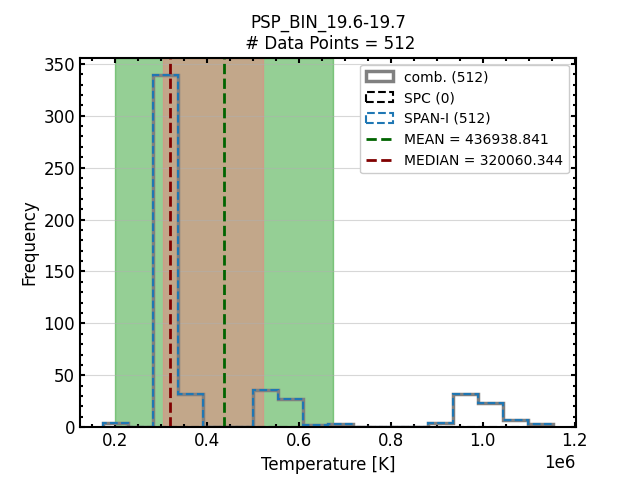 PSP_BIN_19.6-19.7
# Data Points = 512
350
300
250
200
150
100
50
0
Frequency
comb. (512)
SPC (0)
SPAN-I (512)
MEAN = 436938.841
MEDIAN = 320060.344
0.2 0.4 0.6 0.8 1.0 1.2
1e6
Temperature [K]